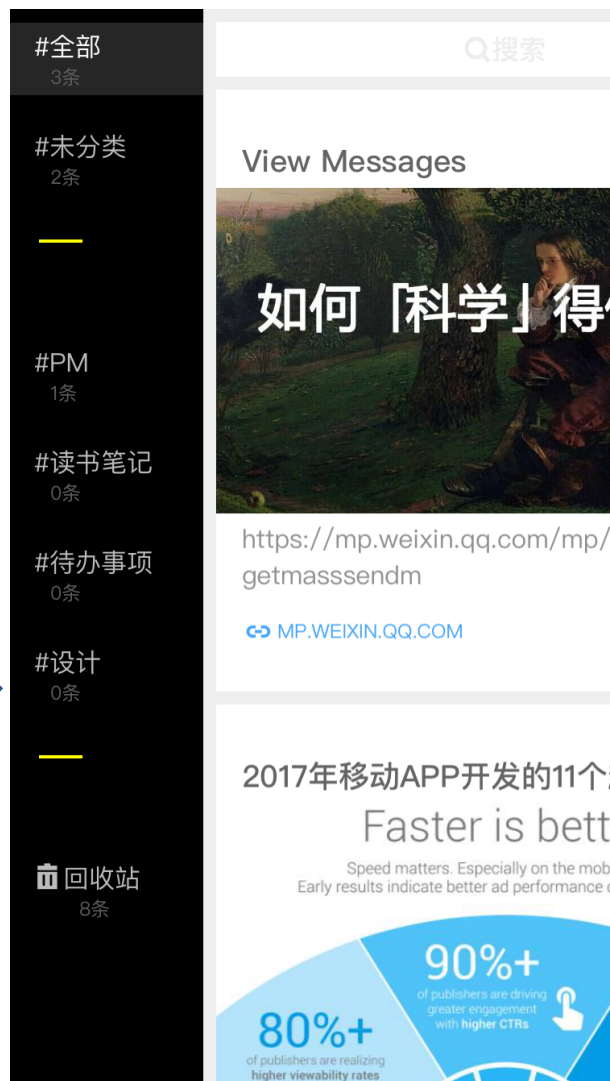 #全部
3条
#未分类
2条
#PM
1条
#读书笔记
0条
#待办事项
0条
#设计
0条
回收站
8条
搜索
View Messages
如何「科学」得
https://mp.weixin.qq.com/mp/
getmasssendm
MP.WEIXIN.QQ.COM
2017年移动APP开发的11个
Faster is bett
Speed matters. Especially on the mob
Early results indicate better ad performance
90%+
of publishers are driving
greater engagement
with higher CTRs
80%+
of publishers are realizing
higher viewability rates